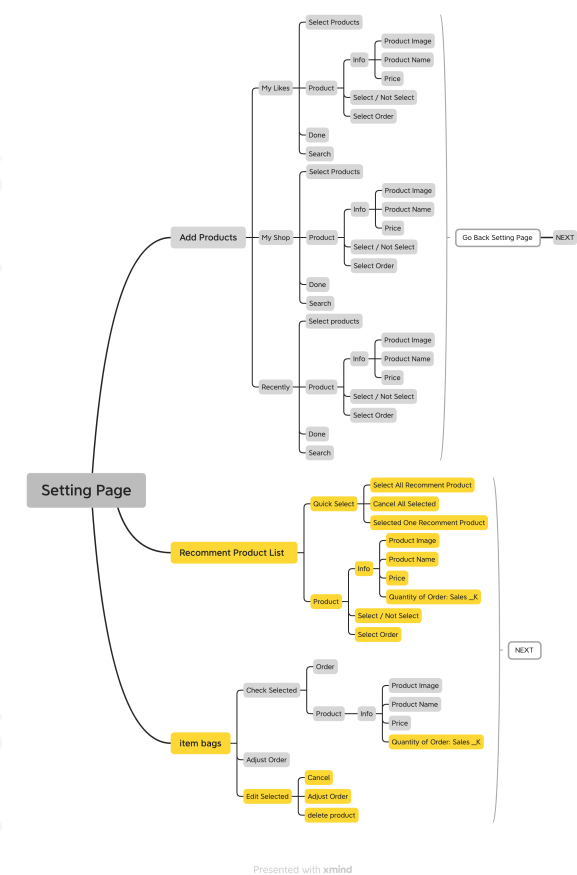 Setting Page
Add Products
My Likes
Select Products
Product
Info
Product Image
Product Name
Price
Select / Not Select
Select Order
Done
Search
My Shop
Select Products
Product
Info
Product Image
Product Name
Price
Select / Not Select
Select Order
Done
Search
Recently
Select products
Product
Info
Product Image
Product Name
Price
Select / Not Select
Select Order
Done
Search
Go Back Setting Page
NEXT
Recomment Product List
Quick Select
Select All Recomment Product
Cancel All Selected
Selected One Recomment Product
Product
Info
Product Image
Product Name
Price
Quantity of Order: Sales _K
Select / Not Select
Select Order
item bags
Check Selected
Order
Product
Info
Product Image
Product Name
Price
Quantity of Order: Sales _K
Adjust Order
Edit Selected
Cancel
Adjust Order
delete product
NEXT
Presented with xmind